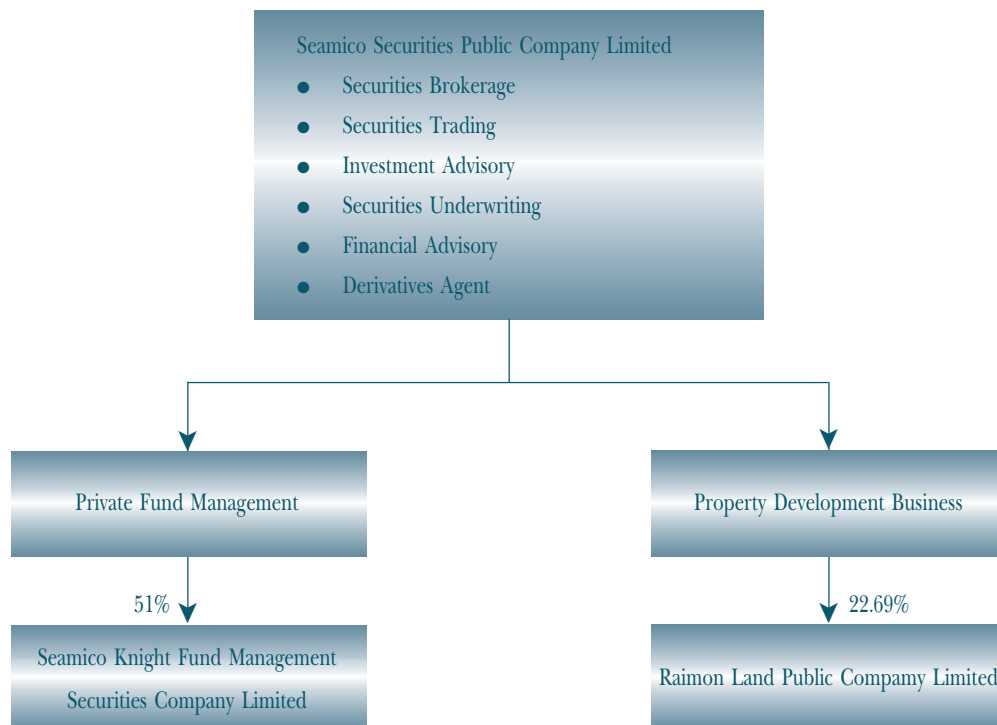 Seamico Securities Public Company Limited
● Securities Brokerage
● Securities Trading
● Investment Advisory
● Securities Underwriting
● Financial Advisory
● Derivatives Agent
Private Fund Management
Property Development Business
51%
22.69%
Seamico Knight Fund Management
Securities Company Limited
Raimon Land Public Compamy Limited